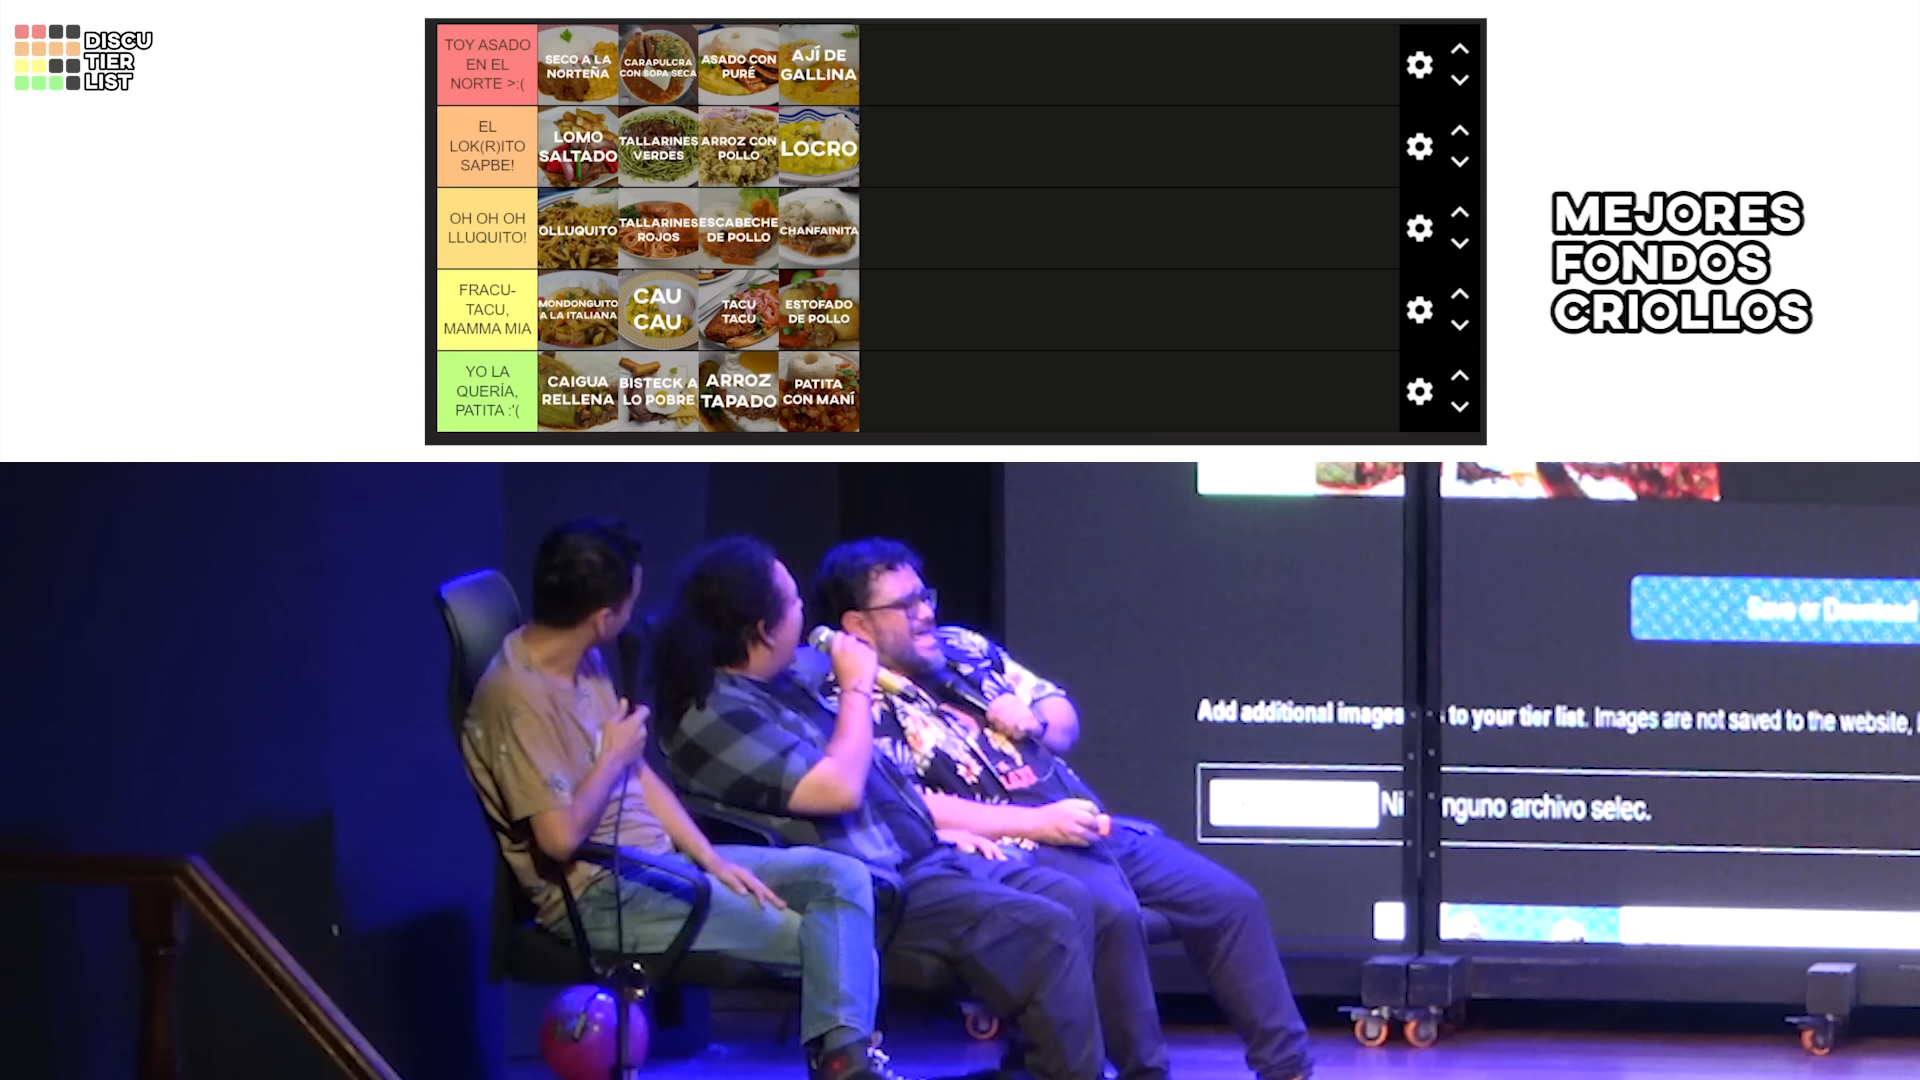 DISCU
TIER
LIST
TOY ASADO
EN EL
NORTE >:(
SECO A LA
NORTEÑA
CARAPULCRA
CON SOPA SECA
ASADO CON
PURÉ
AJÍ DE
GALLINA
EL
LOK(R)ITO
SAPBE!
LOMO
SALTADO
TALLARINES
VERDES
ARROZ CON
POLLO
LOCRO
OH OH OH
LLUQUITO!
OLLUQUITO
TALLARINES
ROJOS
ESCABECHE
DE POLLO
CHANFAINITA
FRACU-
TACU,
MAMMA MIA
MONDONGUITO
A LA ITALIANA
CAU
CAU
TACU
TACU
ESTOFADO
DE POLLO
YO LA
QUERÍA,
PATITA :'(
CAIGUA
RELLENA
BISTECK A
LO POBRE
ARROZ
TAPADO
PATITA
CON MANÍ
MEJORES
FONDOS
CRIOLLOS
Save or Download
Add additional images to your tier list. Images are not saved to the website,
Ninguno archivo selec.